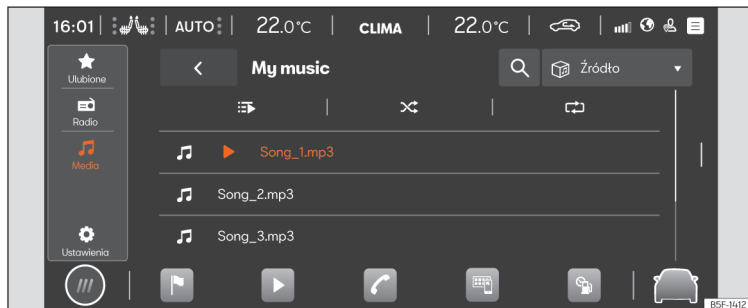 16:01 AUTO 22.0°C CLIMA 22.0°C
Ulubione
Radio
Media
Ustawienia
My music Źródło
Song_1.mp3
Song_2.mp3
Song_3.mp3
B5F-1412